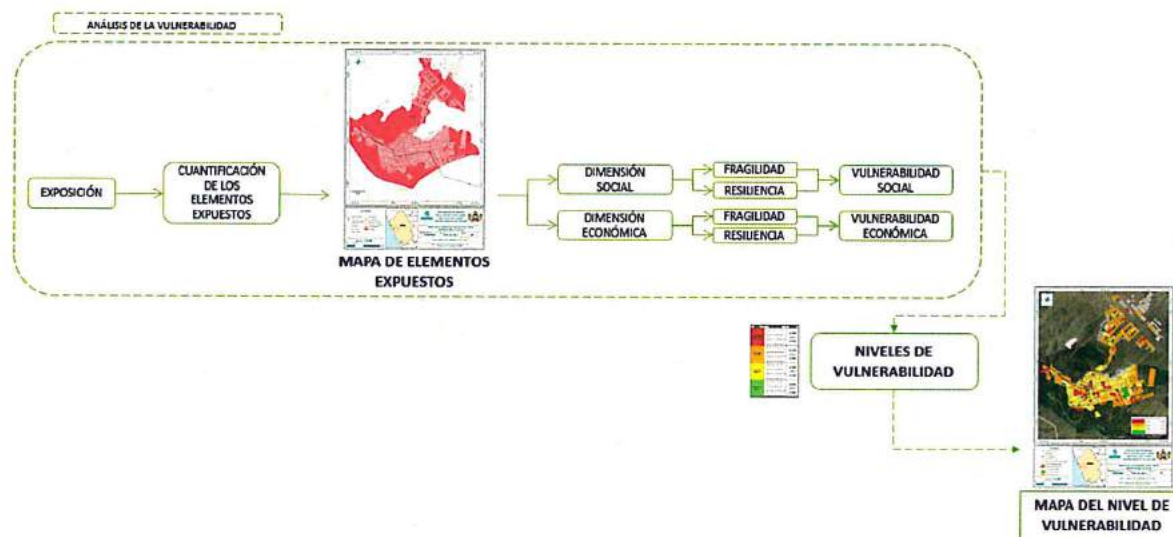 ANÁLISIS DE LA VULNERABILIDAD
EXPOSICIÓN
CUANTIFICACIÓN
DE LOS
ELEMENTOS
EXPUESTOS
MAPA DE ELEMENTOS
EXPUESTOS
DIMENSIÓN
SOCIAL
FRAGILIDAD
RESILIENCIA
VULNERABILIDAD
SOCIAL
DIMENSIÓN
ECONÓMICA
FRAGILIDAD
RESILIENCIA
VULNERABILIDAD
ECONÓMICA
NIVELES DE
VULNERABILIDAD
MAPA DEL NIVEL DE
VULNERABILIDAD